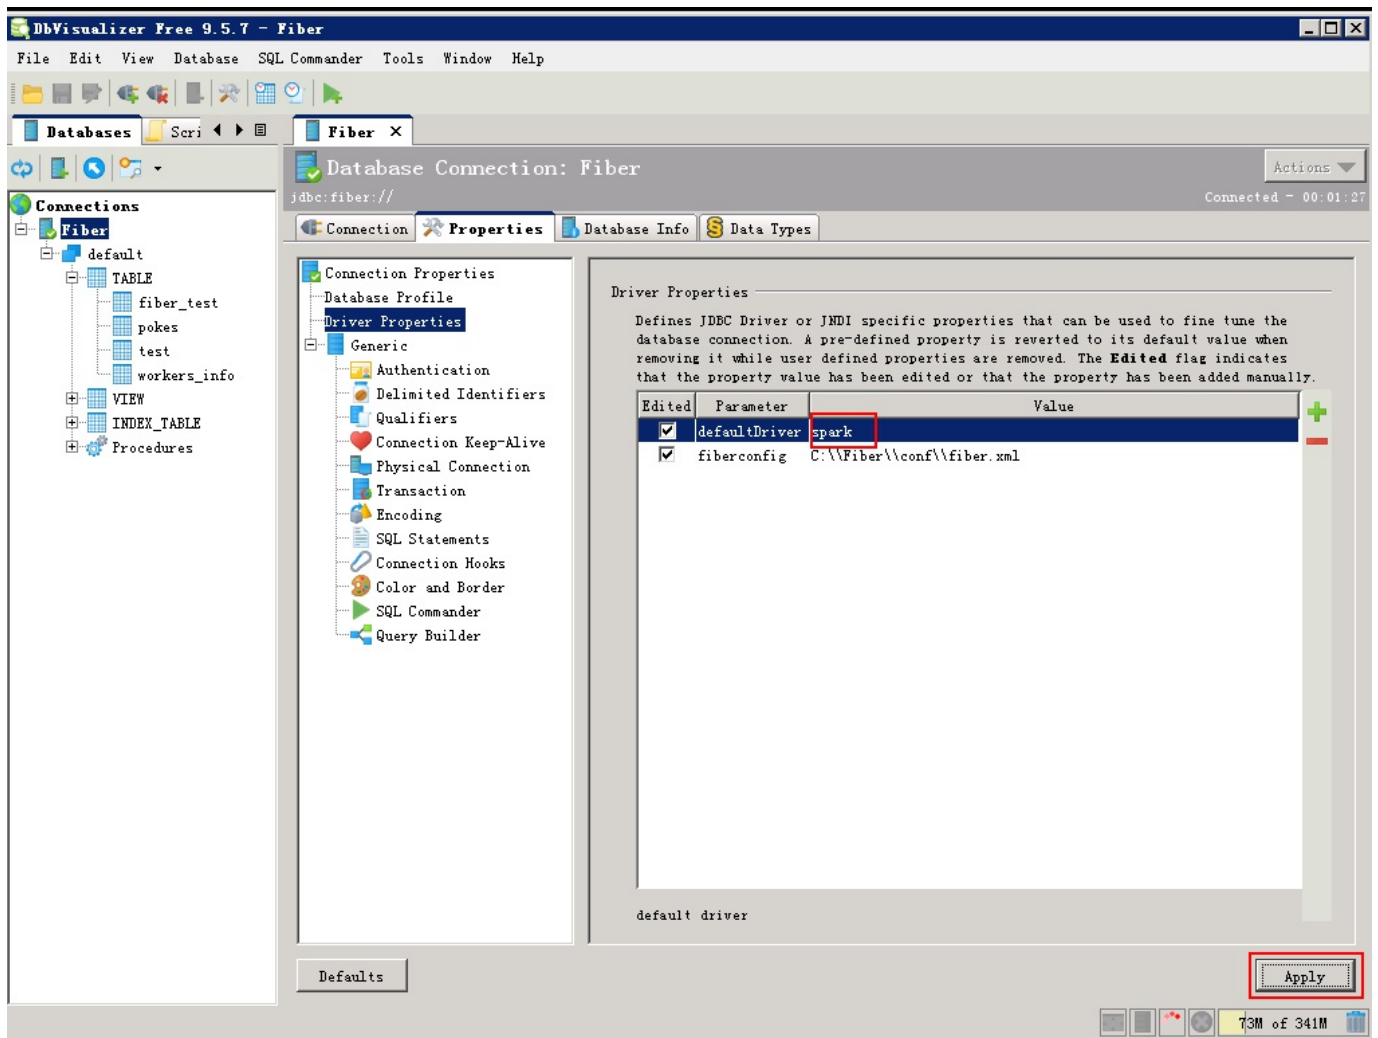 DbVisualizer Free 9.5.7 - Fiber
File Edit View Database SQL Commander Tools Window Help
Databases Scri Fiber X
Database Connection: Fiber Actions
jdbc:fiber:// Connected - 00:01:27
Connections
Fiber
default
TABLE
fiber_test
pokes
test
workers_info
VIEW
INDEX_TABLE
Procedures
Connection Properties Database Info Data Types
Connection Properties
Database Profile
Driver Properties
Generic
Authentication
Delimited Identifiers
Qualifiers
Connection Keep-Alive
Physical Connection
Transaction
Encoding
SQL Statements
Connection Hooks
Color and Border
SQL Commander
Query Builder
Driver Properties
Defines JDBC Driver or JNDI specific properties that can be used to fine tune the
database connection. A pre-defined property is reverted to its default value when
removing it while user defined properties are removed. The Edited flag indicates
that the property value has been edited or that the property has been added manually.
Edited Parameter Value
defaultDriver spark
fiberconfig C:\\Fiber\\conf\\fiber.xml
default driver
Defaults Apply
73M of 341M